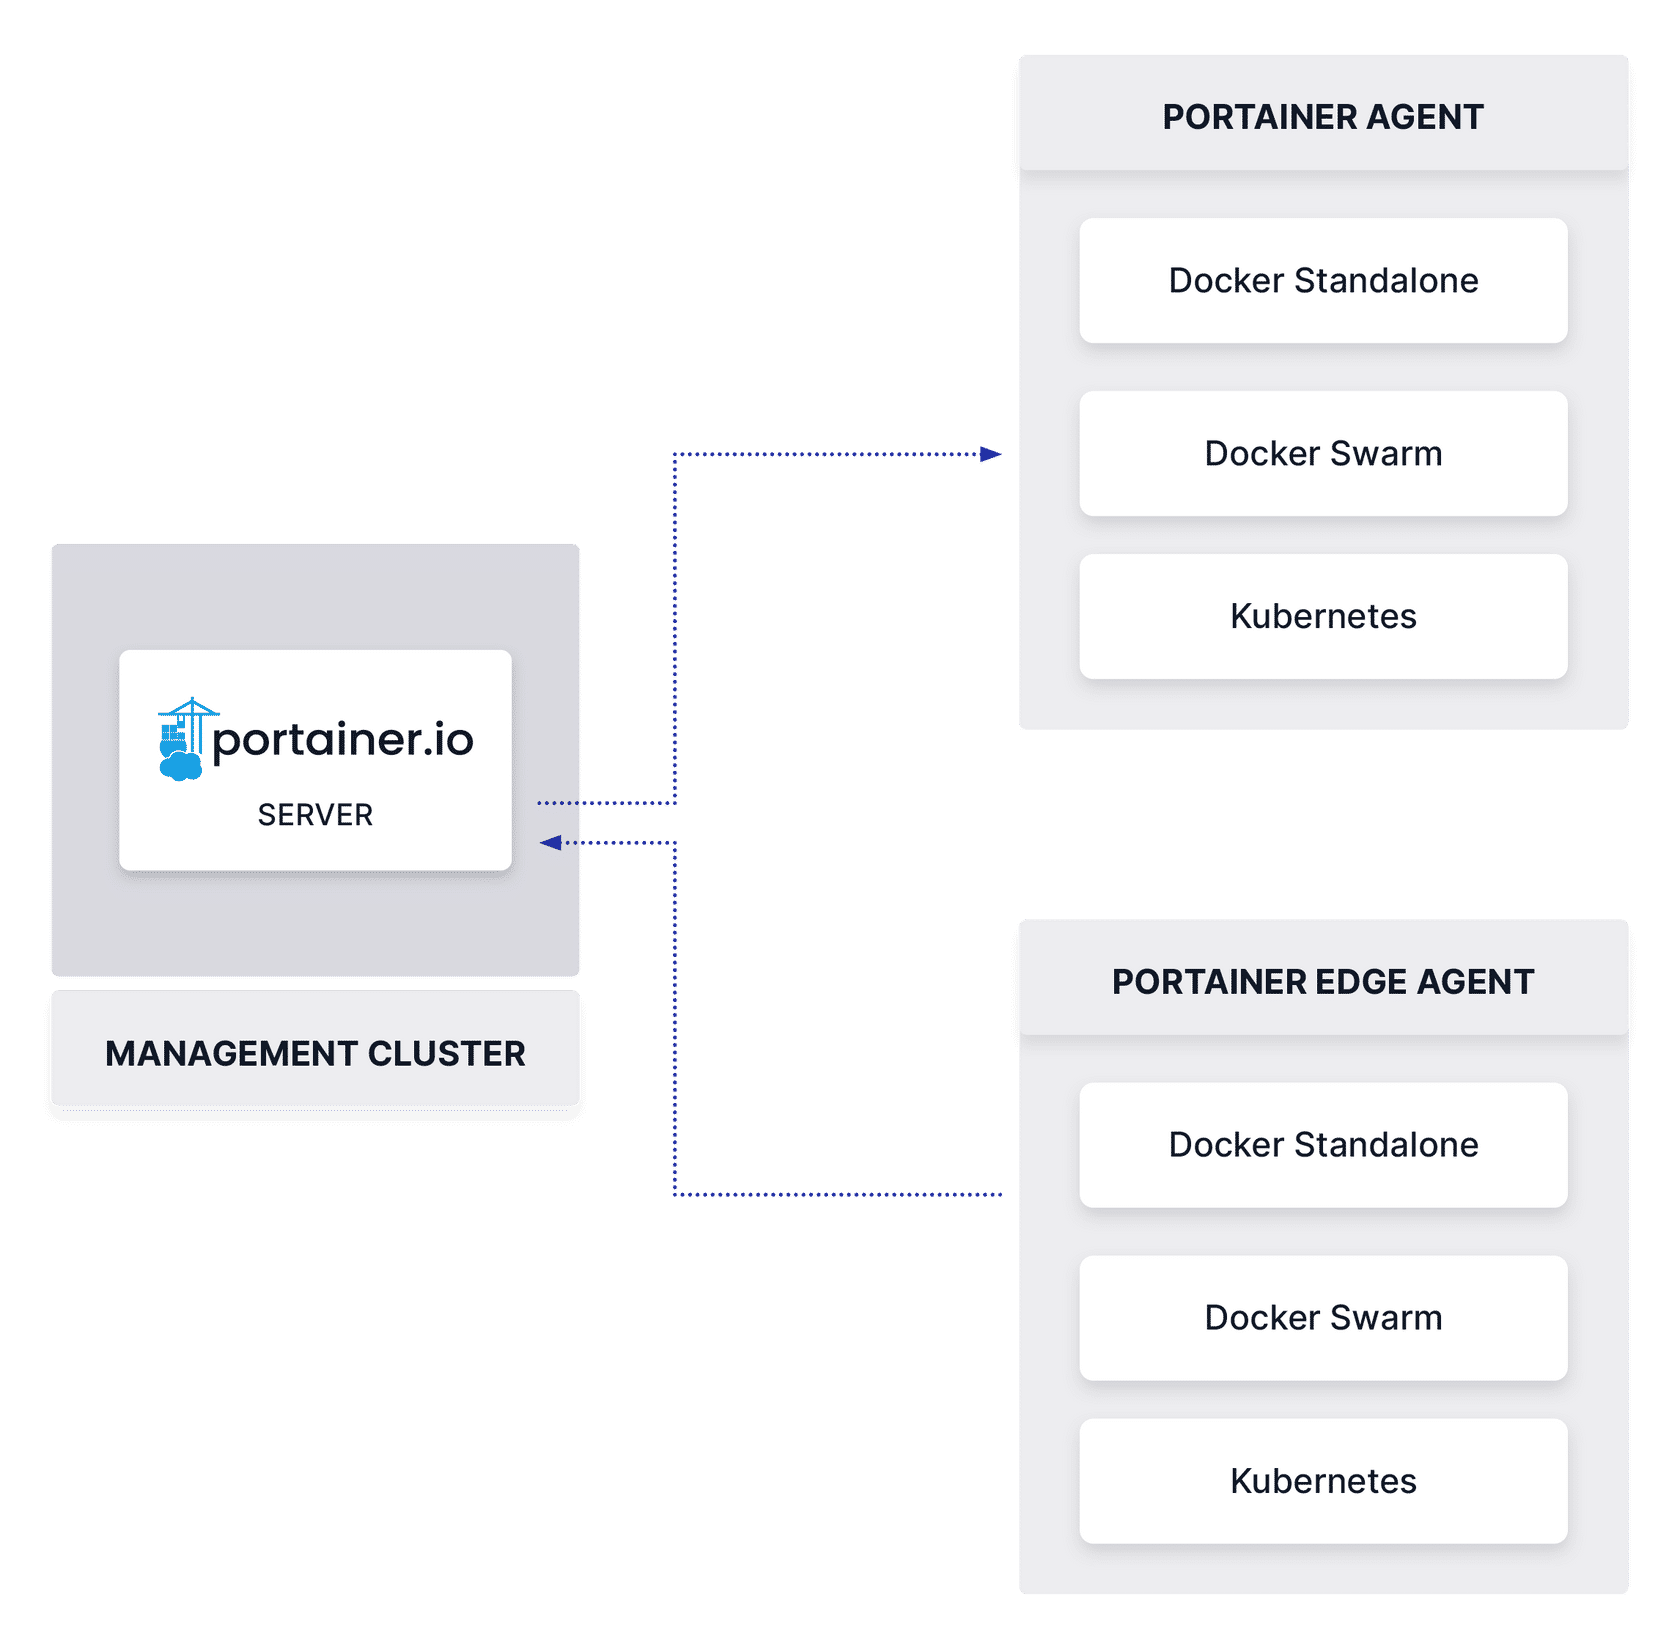 PORTAINER AGENT
Docker Standalone
Docker Swarm
Kubernetes
portainer.io
SERVER
MANAGEMENT CLUSTER
PORTAINER EDGE AGENT
Docker Standalone
Docker Swarm
Kubernetes